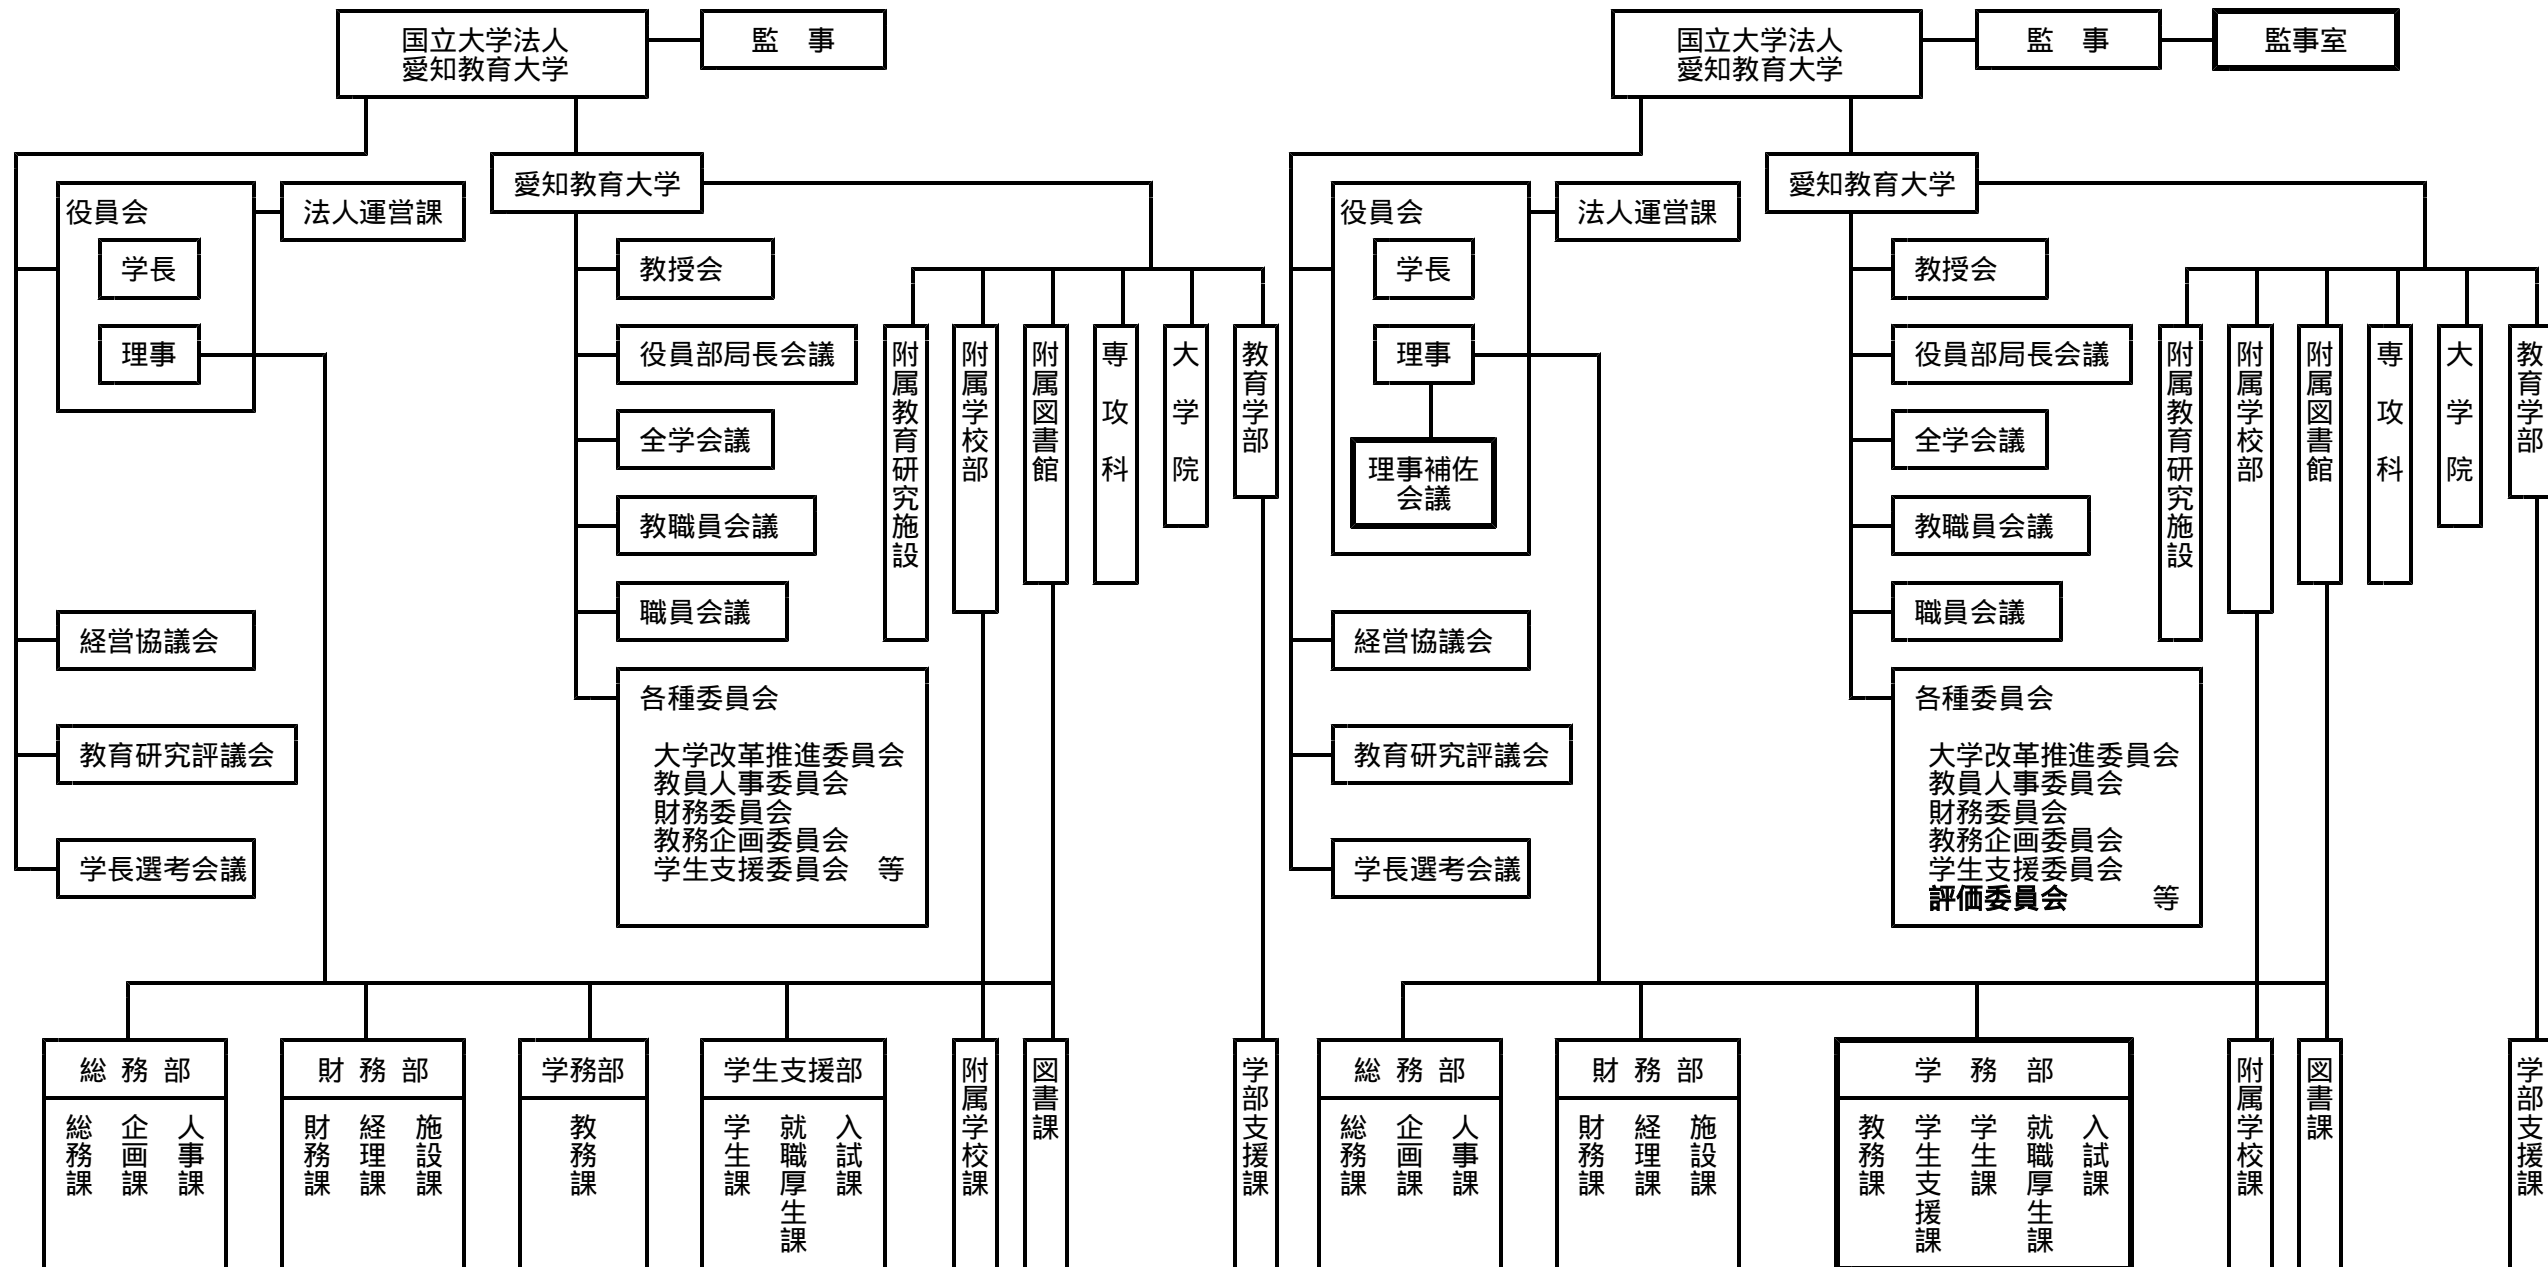 国立大学法人
愛知教育大学
監　事
愛知教育大学
役員会
法人運営課
学長
理事
教授会
役員部局長会議
全学会議
教職員会議
職員会議
附属教育研究施設
附属学校部
附属図書館
専攻科
大学院
教育学部
経営協議会
教育研究評議会
学長選考会議
各種委員会
大学改革推進委員会
教員人事委員会
財務委員会
教務企画委員会
学生支援委員会　等
総 務 部
総務課
企画課
人事課
財 務 部
財務課
経理課
施設課
学務部
教務課
学生支援部
学生課
就職厚生課
入試課
附属学校課
図書課
学部支援課
国立大学法人
愛知教育大学
監　事
監事室
愛知教育大学
役員会
法人運営課
学長
理事
理事補佐
会議
教授会
役員部局長会議
全学会議
教職員会議
職員会議
附属教育研究施設
附属学校部
附属図書館
専攻科
大学院
教育学部
経営協議会
教育研究評議会
学長選考会議
各種委員会
大学改革推進委員会
教員人事委員会
財務委員会
教務企画委員会
学生支援委員会
評価委員会　　　等
総 務 部
総務課
企画課
人事課
財 務 部
財務課
経理課
施設課
学　務　部
教務課
学生支援課
学生課
就職厚生課
入試課
附属学校課
図書課
学部支援課